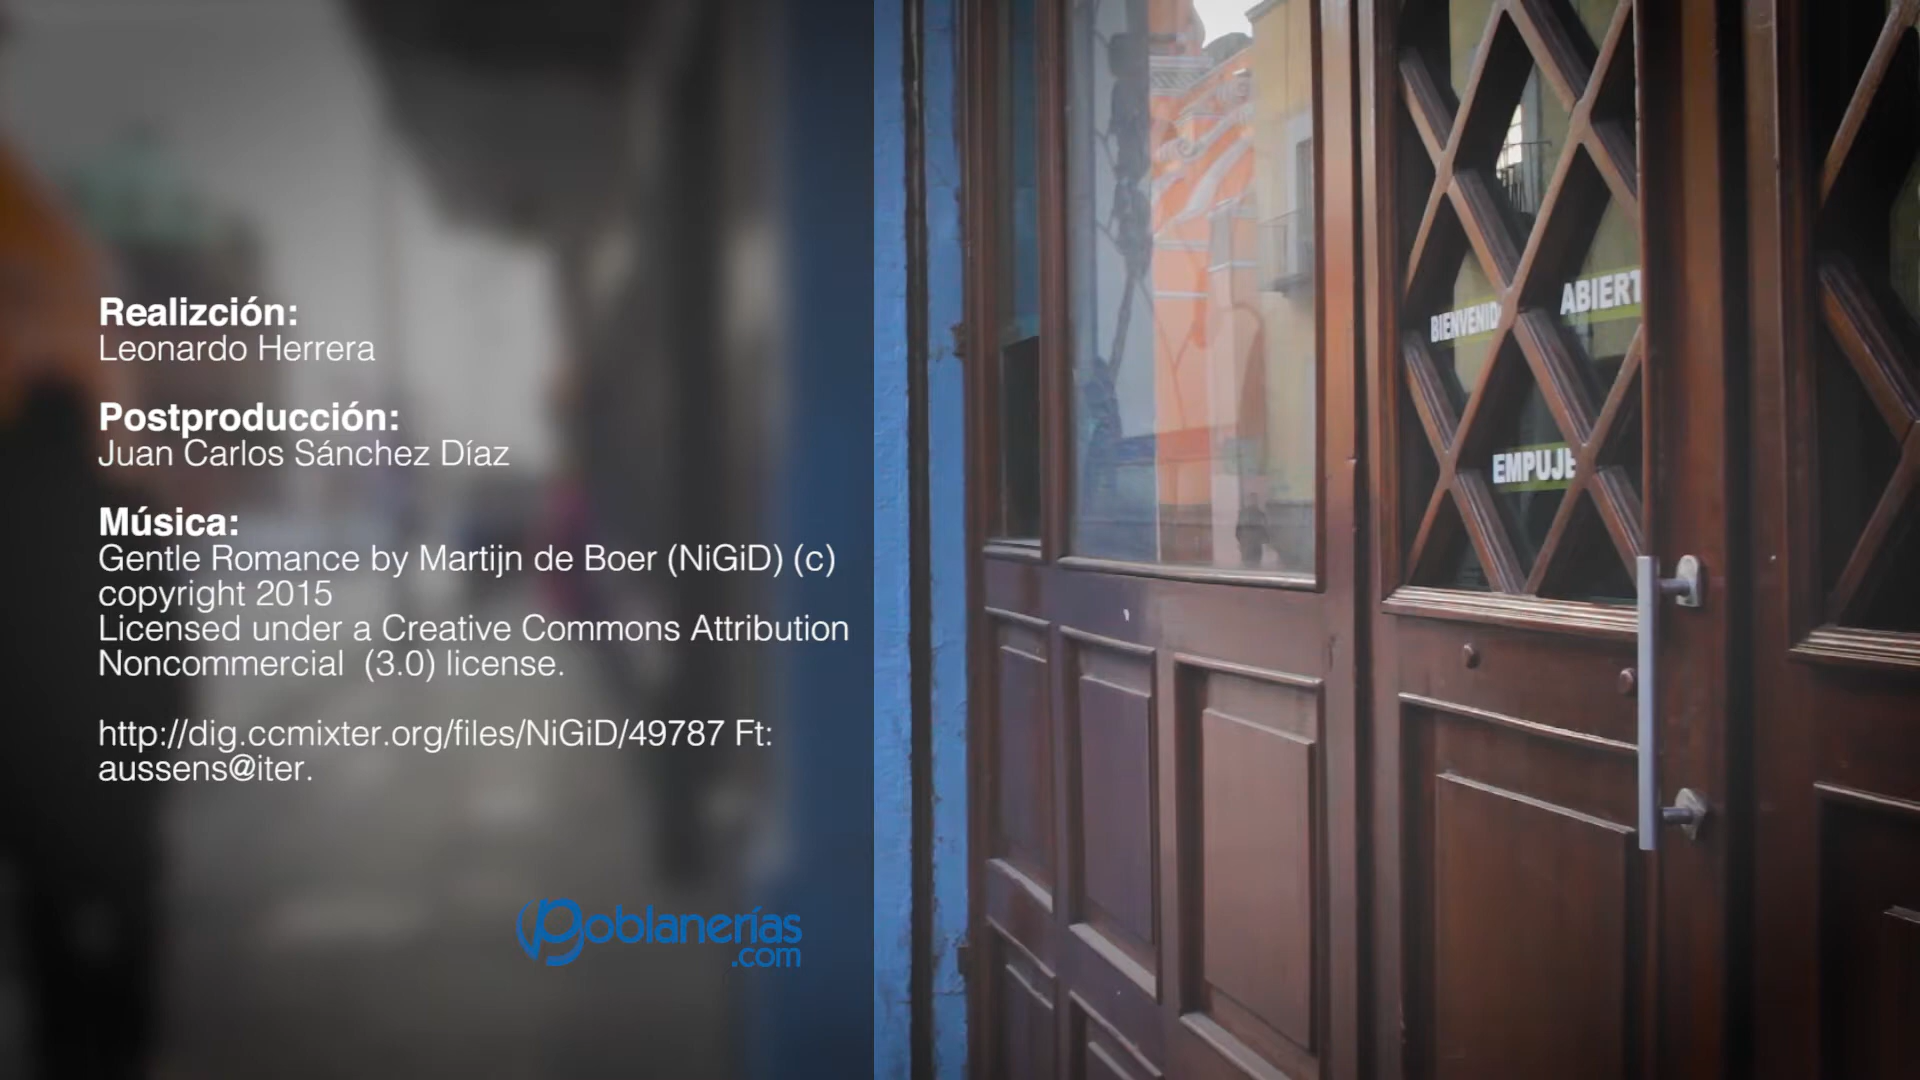 Realizción:
Leonardo Herrera
Postproducción:
Juan Carlos Sánchez Díaz
Música:
Gentle Romance by Martijn de Boer (NiGiD) (c)
copyright 2015
Licensed under a Creative Commons Attribution
Noncommercial (3.0) license.
http://dig.ccmixter.org/files/NiGiD/49787 Ft:
aussens@iter.
Poblanerías
.com
BIENVENID
ABIERT
EMPUJE